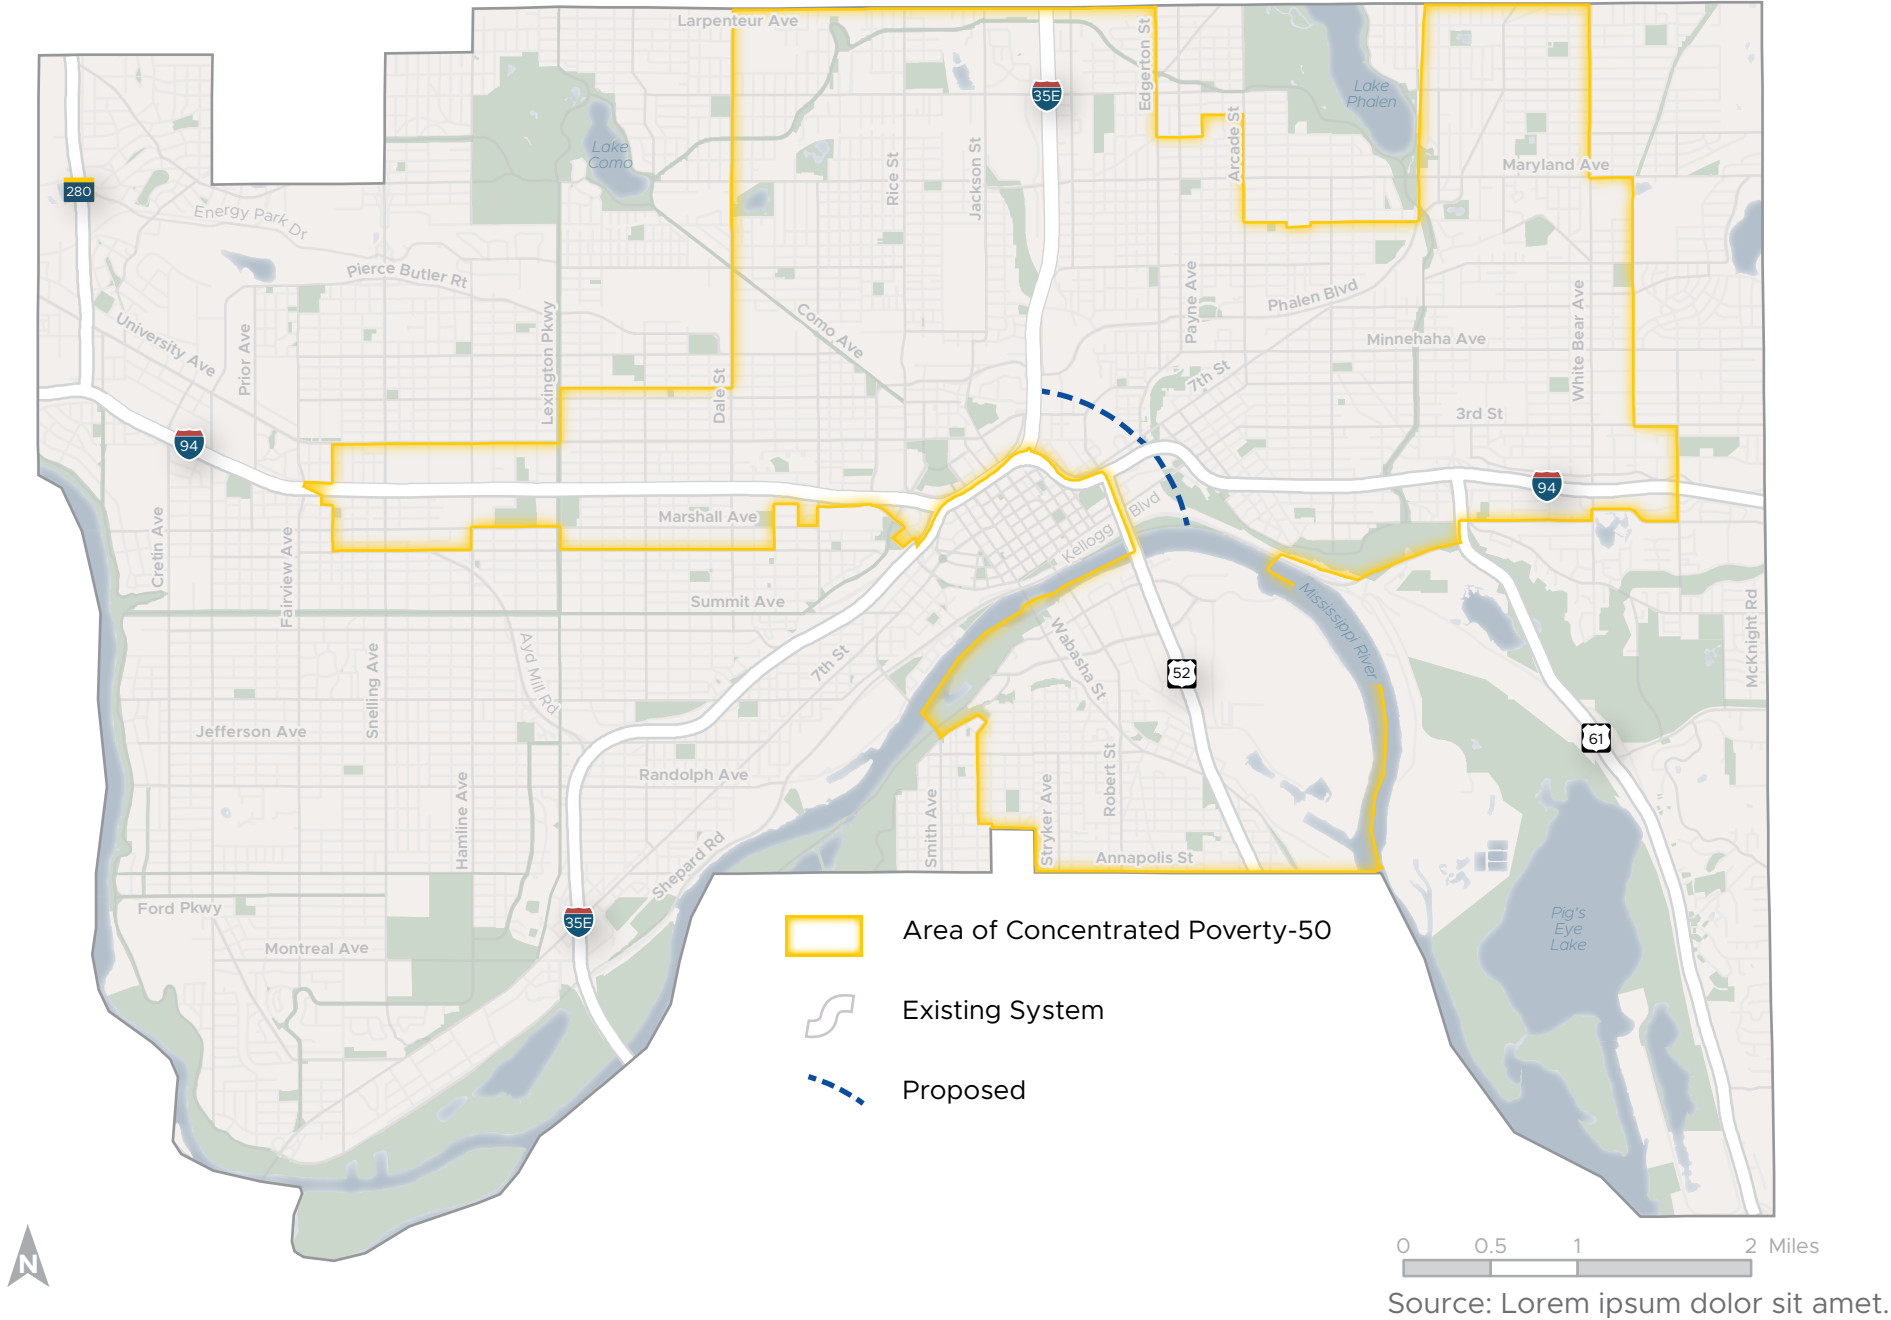 Larpenteur Ave
Edgerton St
35E
Lake
Phalen
Arcade St
Lake
Como
Rice St
Jackson St
Maryland Ave
280
Energy Park Dr
Pierce Butler Rt
Payne Ave
Phalen Blvd
White Bear Ave
University Ave
Prior Ave
Lexington Pkwy
Como Ave
Minnehaha Ave
Dale St
7th St
3rd St
94
94
Marshall Ave
Kellogg Blvd
Cretin Ave
Fairview Ave
Summit Ave
Mississippi River
McKnight Rd
Snelling Ave
Ayd Mill Rd
7th St
Wabasha St
52
Jefferson Ave
61
Randolph Ave
Robert St
Hamline Ave
Smith Ave
Stryker Ave
Annapolis St
Shepard Rd
Ford Pkwy
35E
Montreal Ave
Pig's
Eye
Lake
Area of Concentrated Poverty-50
Existing System
Proposed
N
0 0.5 1 2 Miles
Source: Lorem ipsum dolor sit amet.